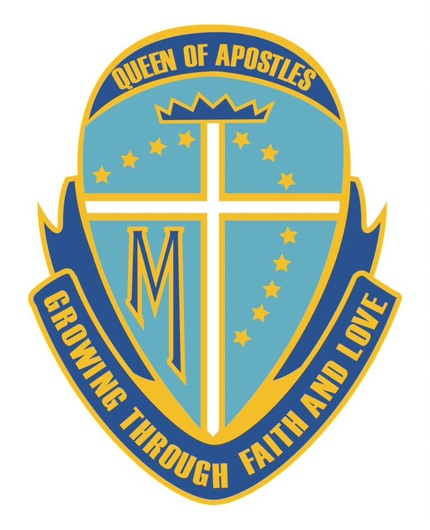 QUEEN OF APOSTLES
M
GROWING THROUGH FAITH AND LOVE